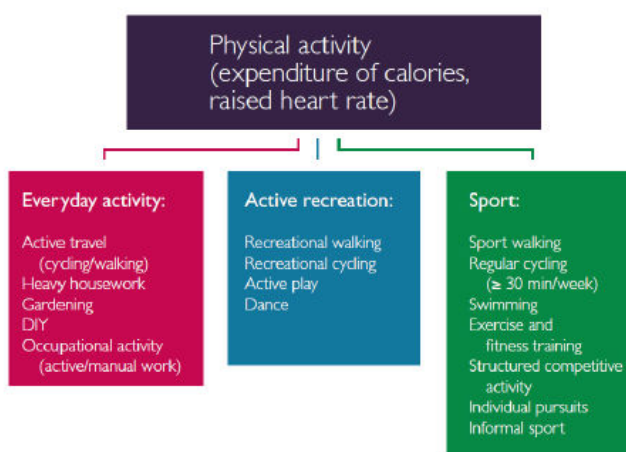 Physical activity
(expenditure of calories,
raised heart rate)
Everyday activity:
Active travel
(cycling/walking)
Heavy housework
Gardening
DIY
Occupational activity
(active/manual work)
Active recreation:
Recreational walking
Recreational cycling
Active play
Dance
Sport:
Sport walking
Regular cycling
(≥ 30 min/week)
Swimming
Exercise and
fitness training
Structured competitive
activity
Individual pursuits
Informal sport